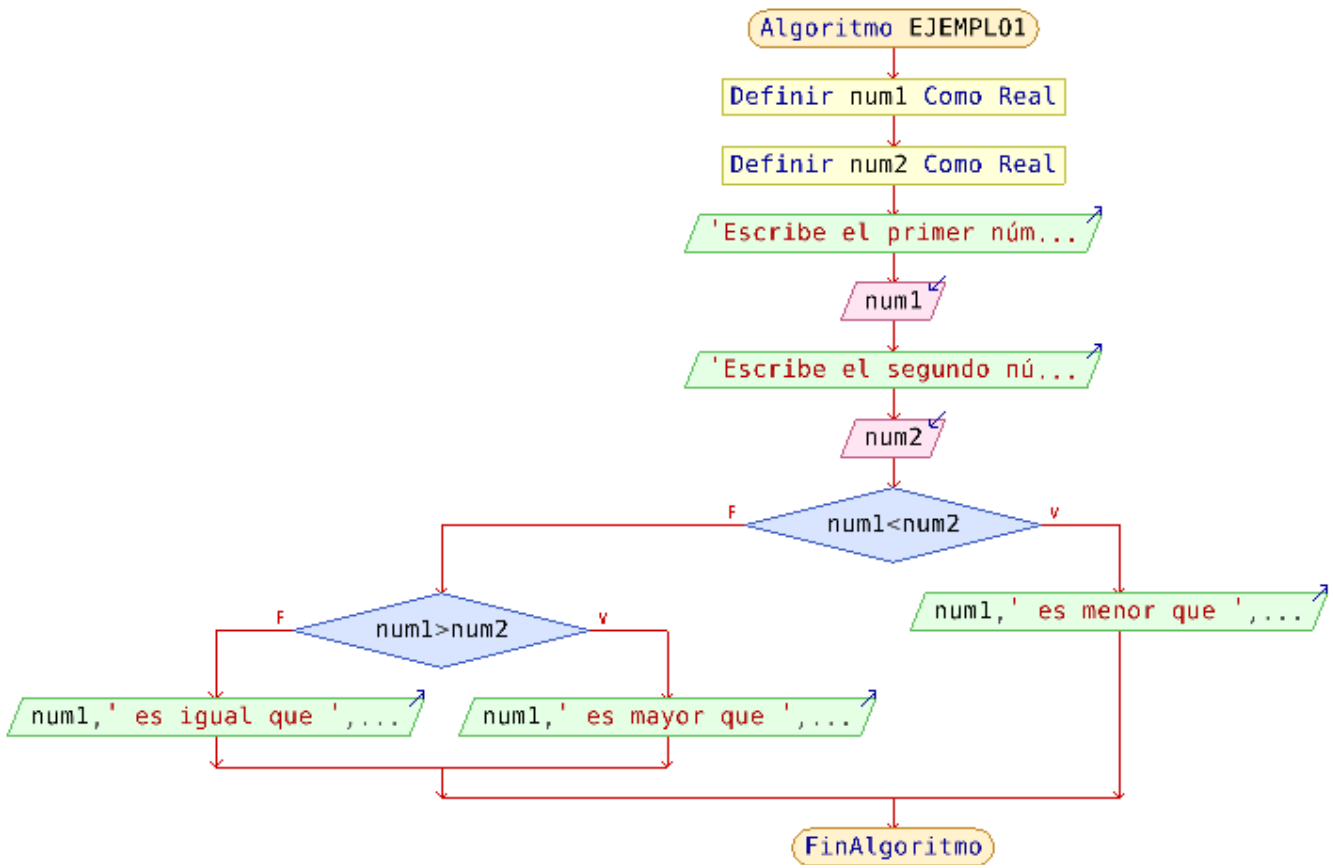 Algoritmo EJEMPLO1
Definir num1 Como Real
Definir num2 Como Real
'Escribe el primer núm...
num1
'Escribe el segundo nú...
num2
F
num1<num2
V
num1,' es menor que ',...
F
num1>num2
V
num1,' es igual que ',...
num1,' es mayor que ',...
FinAlgoritmo